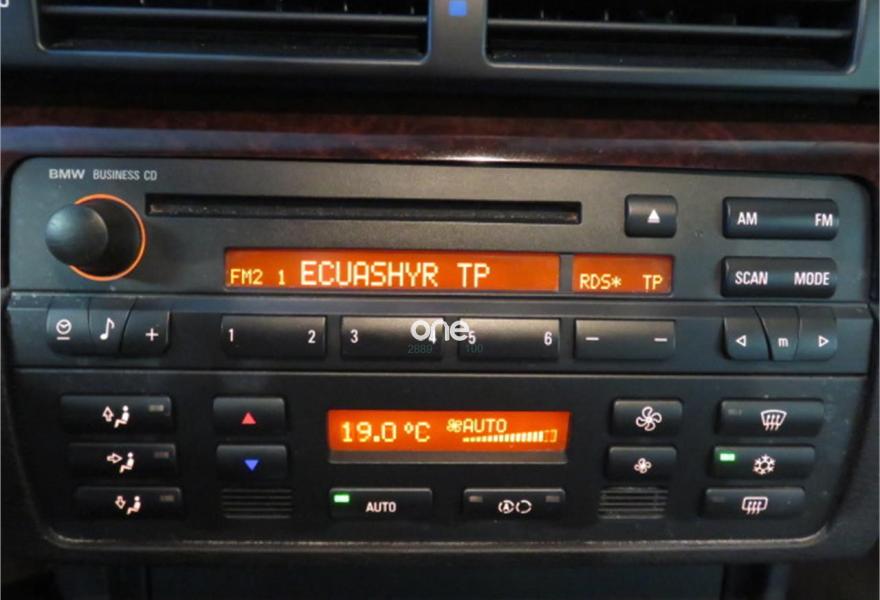 BMW BUSINESS CD
AM FM
FM2 1 ECUASHYR TP RDS* TP
SCAN MODE
+ 1 2 3 4 5 6 — — m
one
2889 100
19.0 °C AUTO
AUTO
A